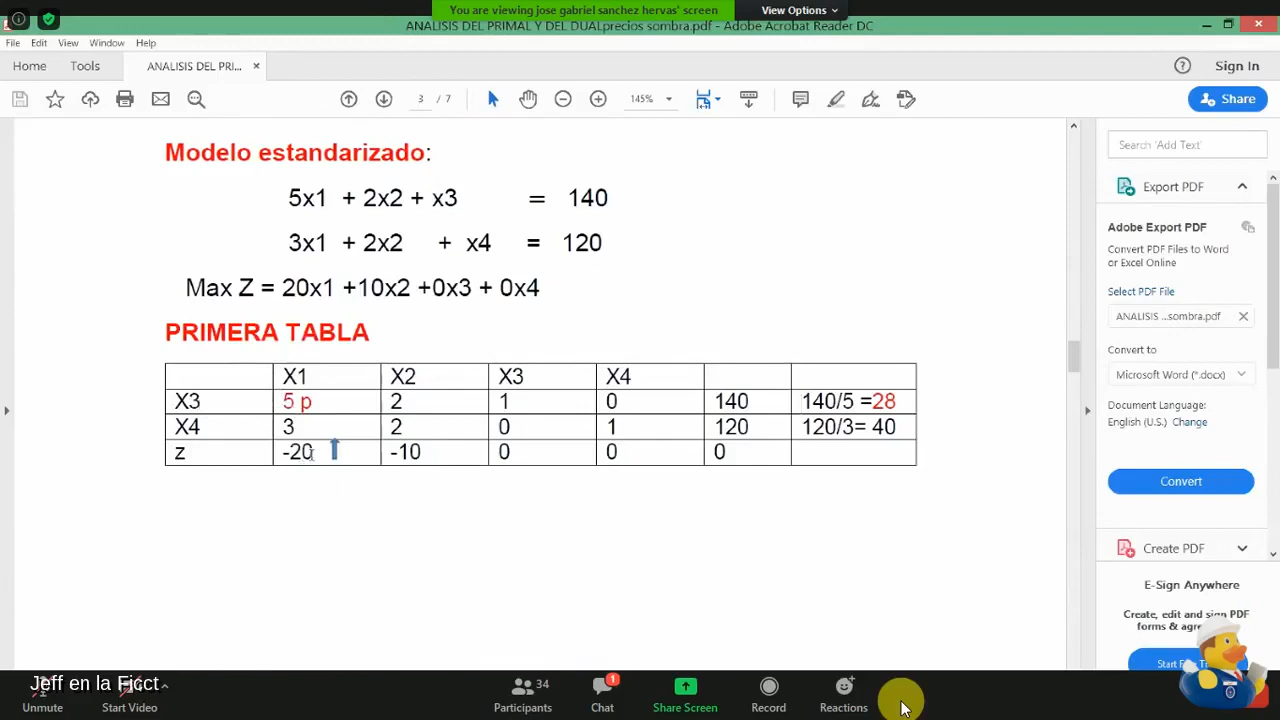 You are viewing jose gabriel sanchez hervas' screen
View Options
ANALISIS DEL PRIMAL Y DEL DUALprecios sombra.pdf - Adobe Acrobat Reader DC
File Edit View Window Help
Home Tools ANALISIS DEL PRI... × Sign In
3 / 7 145% Share
Modelo estandarizado:
5x1 + 2x2 + x3 = 140
3x1 + 2x2 + x4 = 120
Max Z = 20x1 +10x2 +0x3 + 0x4
PRIMERA TABLA
X1 X2 X3 X4
X3 5 p 2 1 0 140 140/5 =28
X4 3 2 0 1 120 120/3= 40
z -20 -10 0 0 0
Search 'Add Text'
Export PDF
Adobe Export PDF
Convert PDF Files to Word
or Excel Online
Select PDF File
ANALISIS ...sombra.pdf ×
Convert to
Microsoft Word (*.docx)
Document Language:
English (U.S.) Change
Convert
Create PDF
E-Sign Anywhere
Create, edit and sign PDF
forms &
Jeff en la Ficct
Unmute Start Video 34 Participants 1 Chat Share Screen Record Reactions